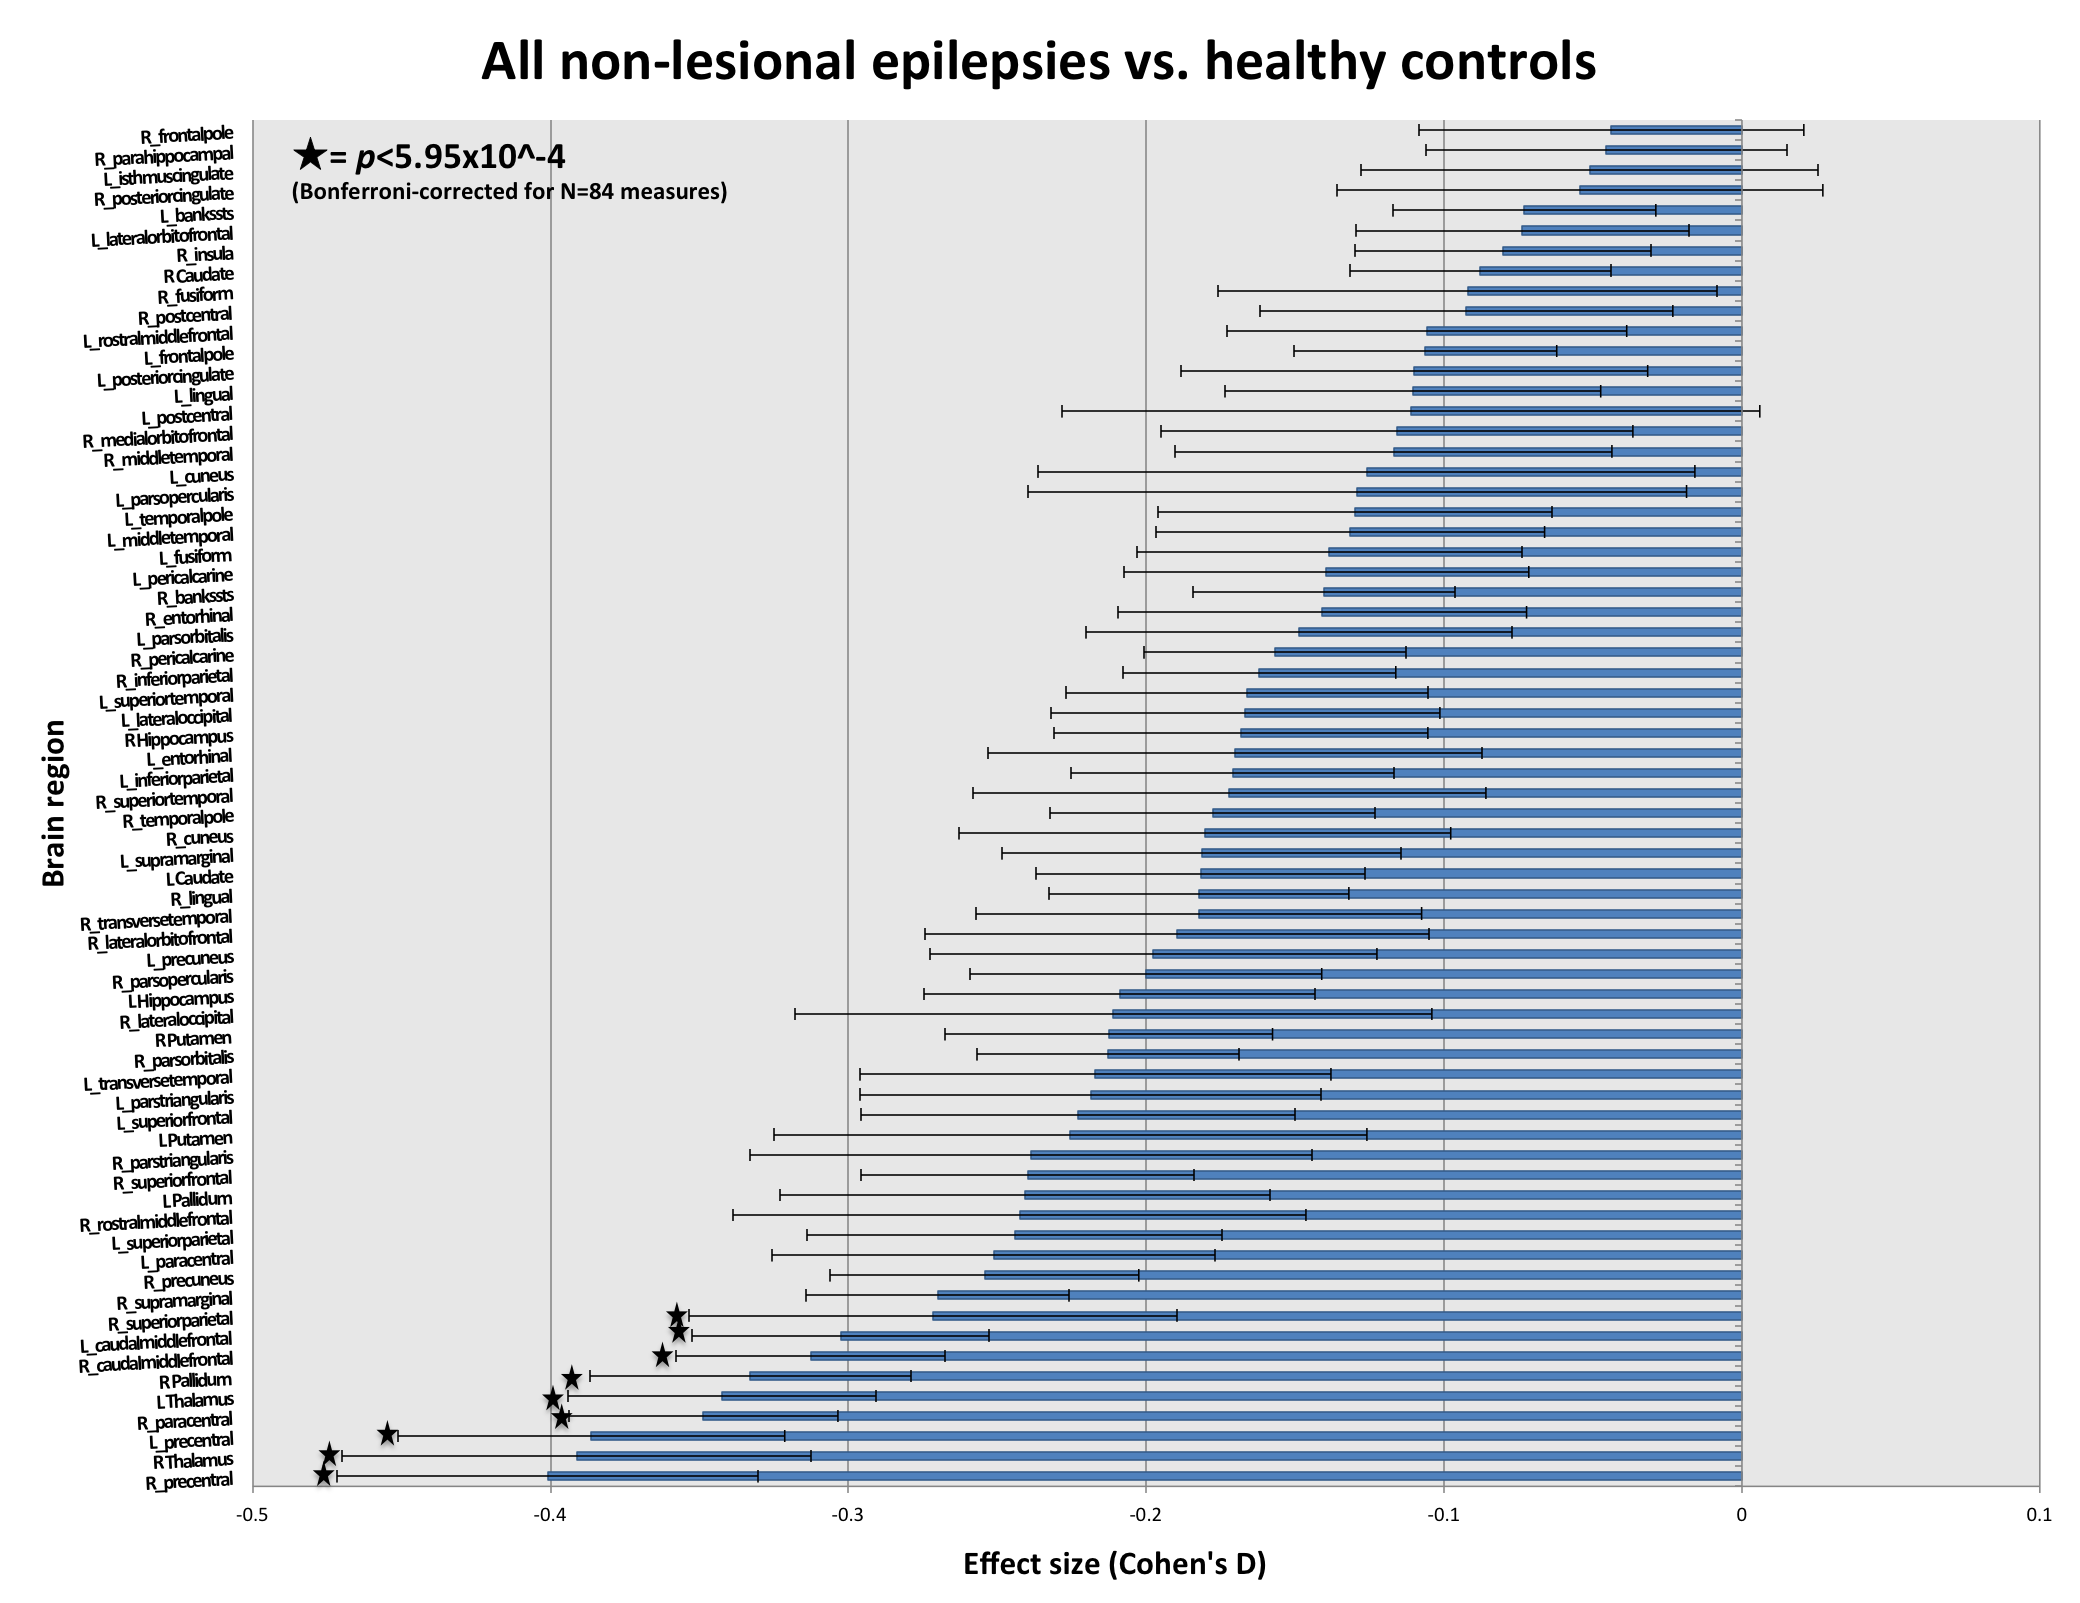 All non-lesional epilepsies vs. healthy controls
★= p<5.95x10^-4
(Bonferroni-corrected for N=84 measures)
R_frontalpole
R_parahippocampal
L_isthmuscingulate
R_posteriorcingulate
L_bankssts
L_lateralorbitofrontal
R_insula
R Caudate
R_fusiform
R_postcentral
L_rostralmiddlefrontal
L_frontalpole
L_posteriorcingulate
L_lingual
L_postcentral
R_medialorbitofrontal
R_middletemporal
L_cuneus
L_parsopercularis
L_temporalpole
L_middletemporal
L_fusiform
L_pericalcarine
R_bankssts
R_entorhinal
L_parsorbitalis
R_pericalcarine
R_inferiorparietal
L_superiortemporal
L_lateraloccipital
R Hippocampus
L_entorhinal
L_inferiorparietal
R_superiortemporal
R_temporalpole
R_cuneus
L_supramarginal
L Caudate
R_lingual
R_transversetemporal
R_lateralorbitofrontal
L_precuneus
R_parsopercularis
L Hippocampus
R_lateraloccipital
R Putamen
R_parsorbitalis
L_transversetemporal
L_parstriangularis
L_superiorfrontal
L Putamen
R_parstriangularis
R_superiorfrontal
L Pallidum
R_rostralmiddlefrontal
L_superiorparietal
L_paracentral
R_precuneus
R_supramarginal
R_superiorparietal
L_caudalmiddlefrontal
R_caudalmiddlefrontal
R Pallidum
L Thalamus
R_paracentral
L_precentral
R Thalamus
R_precentral
Brain region
-0.5 -0.4 -0.3 -0.2 -0.1 0 0.1
Effect size (Cohen's D)